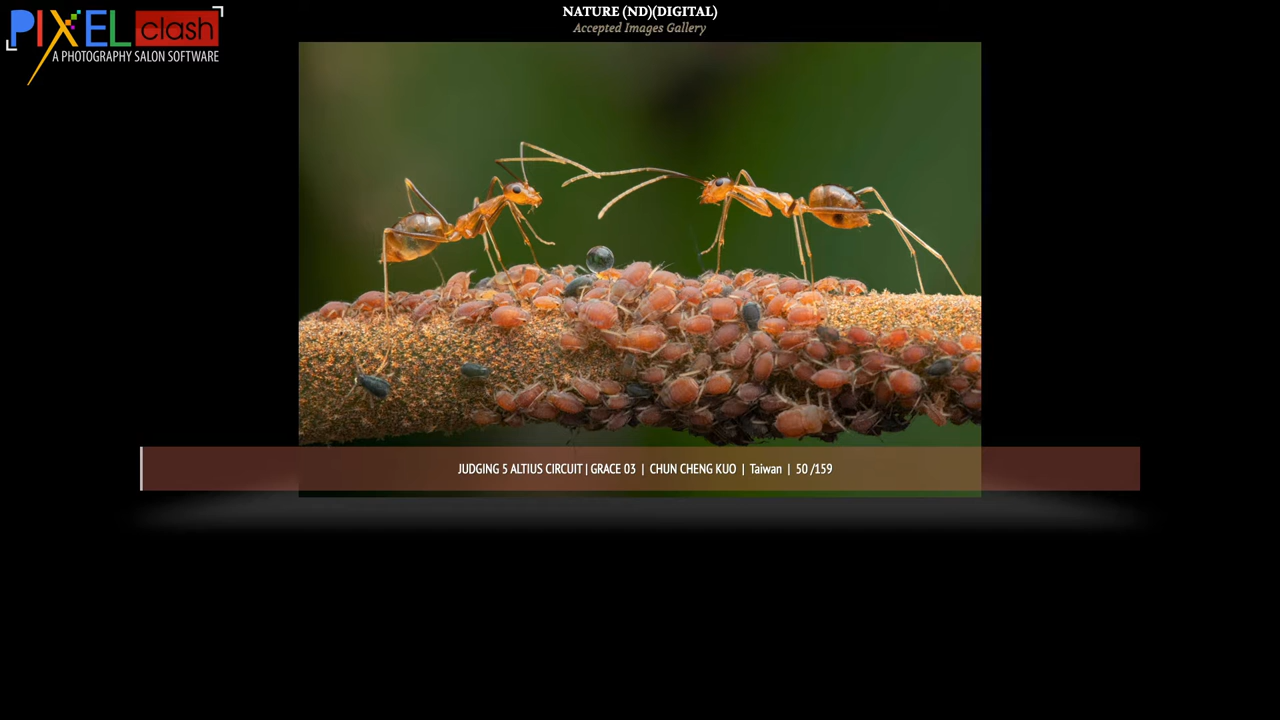 NATURE (ND)(DIGITAL)
Accepted Images Gallery
PIXEL clash
A PHOTOGRAPHY SALON SOFTWARE
JUDGING 5 ALTIUS CIRCUIT | GRACE 03 | CHUN CHENG KUO | Taiwan | 50 /159